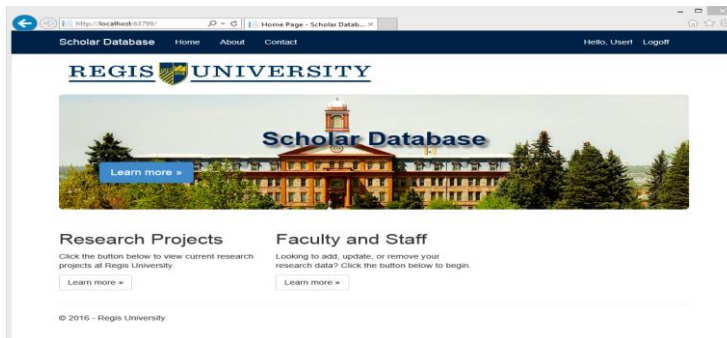 http://localhost:63799/
Home Page - Scholar Datab...
Scholar Database Home About Contact Hello, User! Logoff
REGIS UNIVERSITY
Scholar Database
Learn more »
Research Projects
Click the button below to view current research
projects at Regis University.
Learn more »
Faculty and Staff
Looking to add, update, or remove your
research data? Click the button below to begin.
Learn more »
© 2016 - Regis University